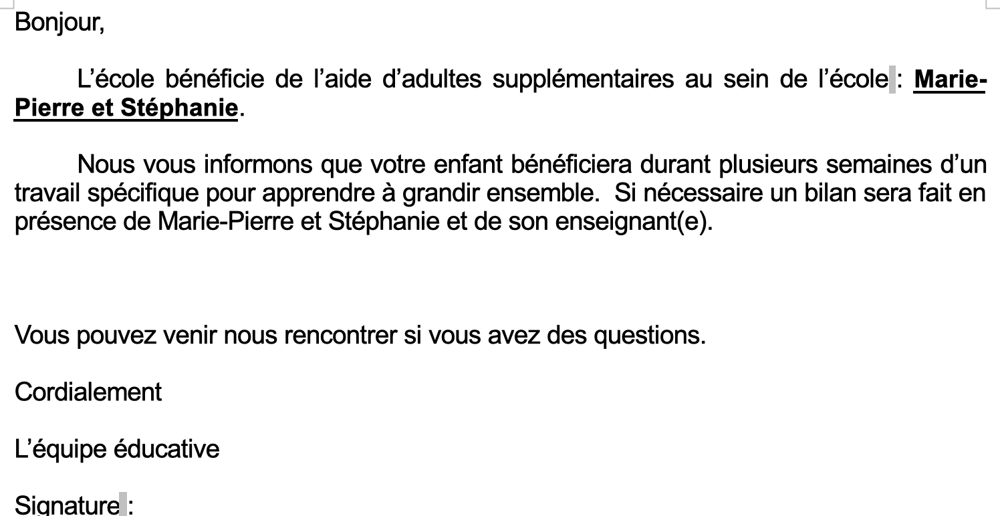 Bonjour,
L’école bénéficie de l’aide d’adultes supplémentaires au sein de l’école : Marie-
Pierre et Stéphanie.
Nous vous informons que votre enfant bénéficiera durant plusieurs semaines d’un
travail spécifique pour apprendre à grandir ensemble.  Si nécessaire un bilan sera fait en
présence de Marie-Pierre et Stéphanie et de son enseignant(e).
Vous pouvez venir nous rencontrer si vous avez des questions.
Cordialement
L’équipe éducative
Signature :